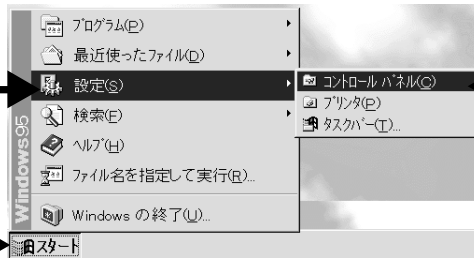 ﾌﾟﾛｸﾞﾗﾑ(P)
最近使ったﾌｧｲﾙ(D)
設定(S)
検索(F)
ﾍﾙﾌﾟ(H)
ﾌｧｲﾙ名を指定して実行(R)...
Windows の終了(U)...
Windows95
ｺﾝﾄﾛｰﾙ ﾊﾟﾈﾙ(C)
ﾌﾟﾘﾝﾀ(P)
ﾀｽｸﾊﾞｰ(T)...
ｽﾀｰﾄ